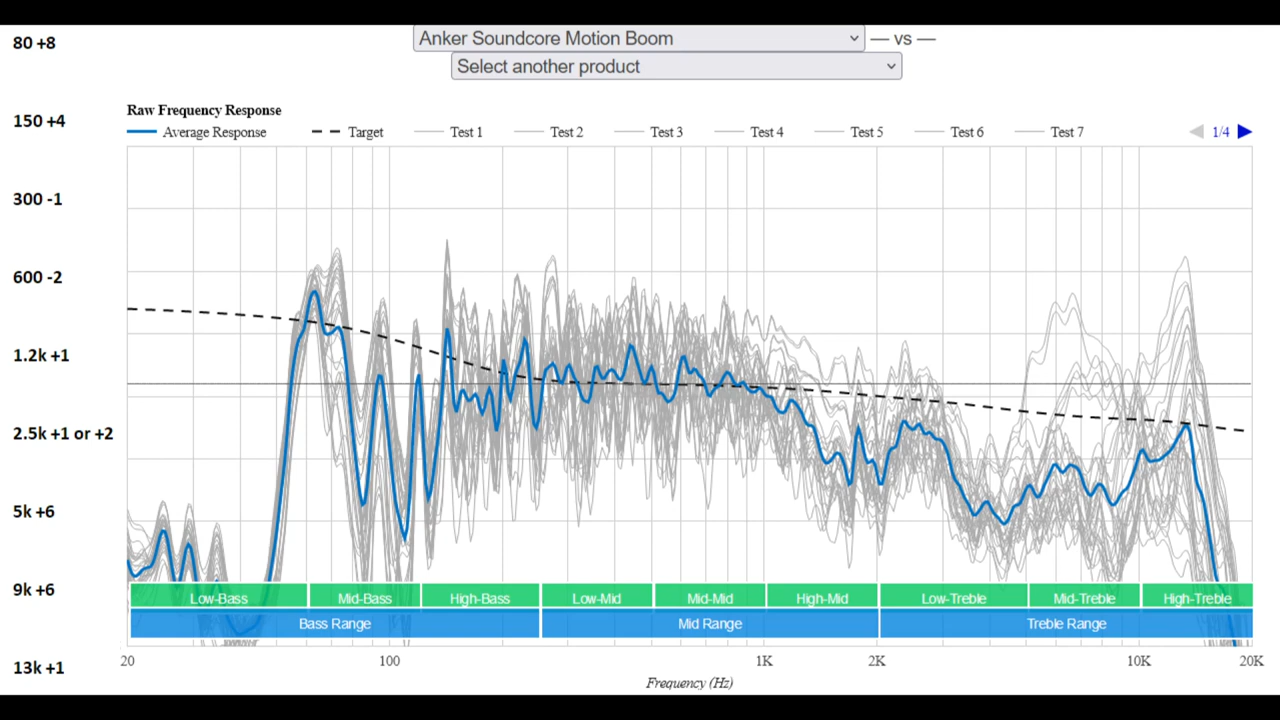 80 +8
150 +4
300 -1
600 -2
1.2k +1
2.5k +1 or +2
5k +6
9k +6
13k +1
Anker Soundcore Motion Boom — vs —
Select another product
Raw Frequency Response
Average Response Target Test 1 Test 2 Test 3 Test 4 Test 5 Test 6 Test 7 1/4
Low-Bass Mid-Bass High-Bass Low-Mid Mid-Mid High-Mid Low-Treble Mid-Treble High-Treble
Bass Range Mid Range Treble Range
20 100 1K 2K 10K 20K
Frequency (Hz)